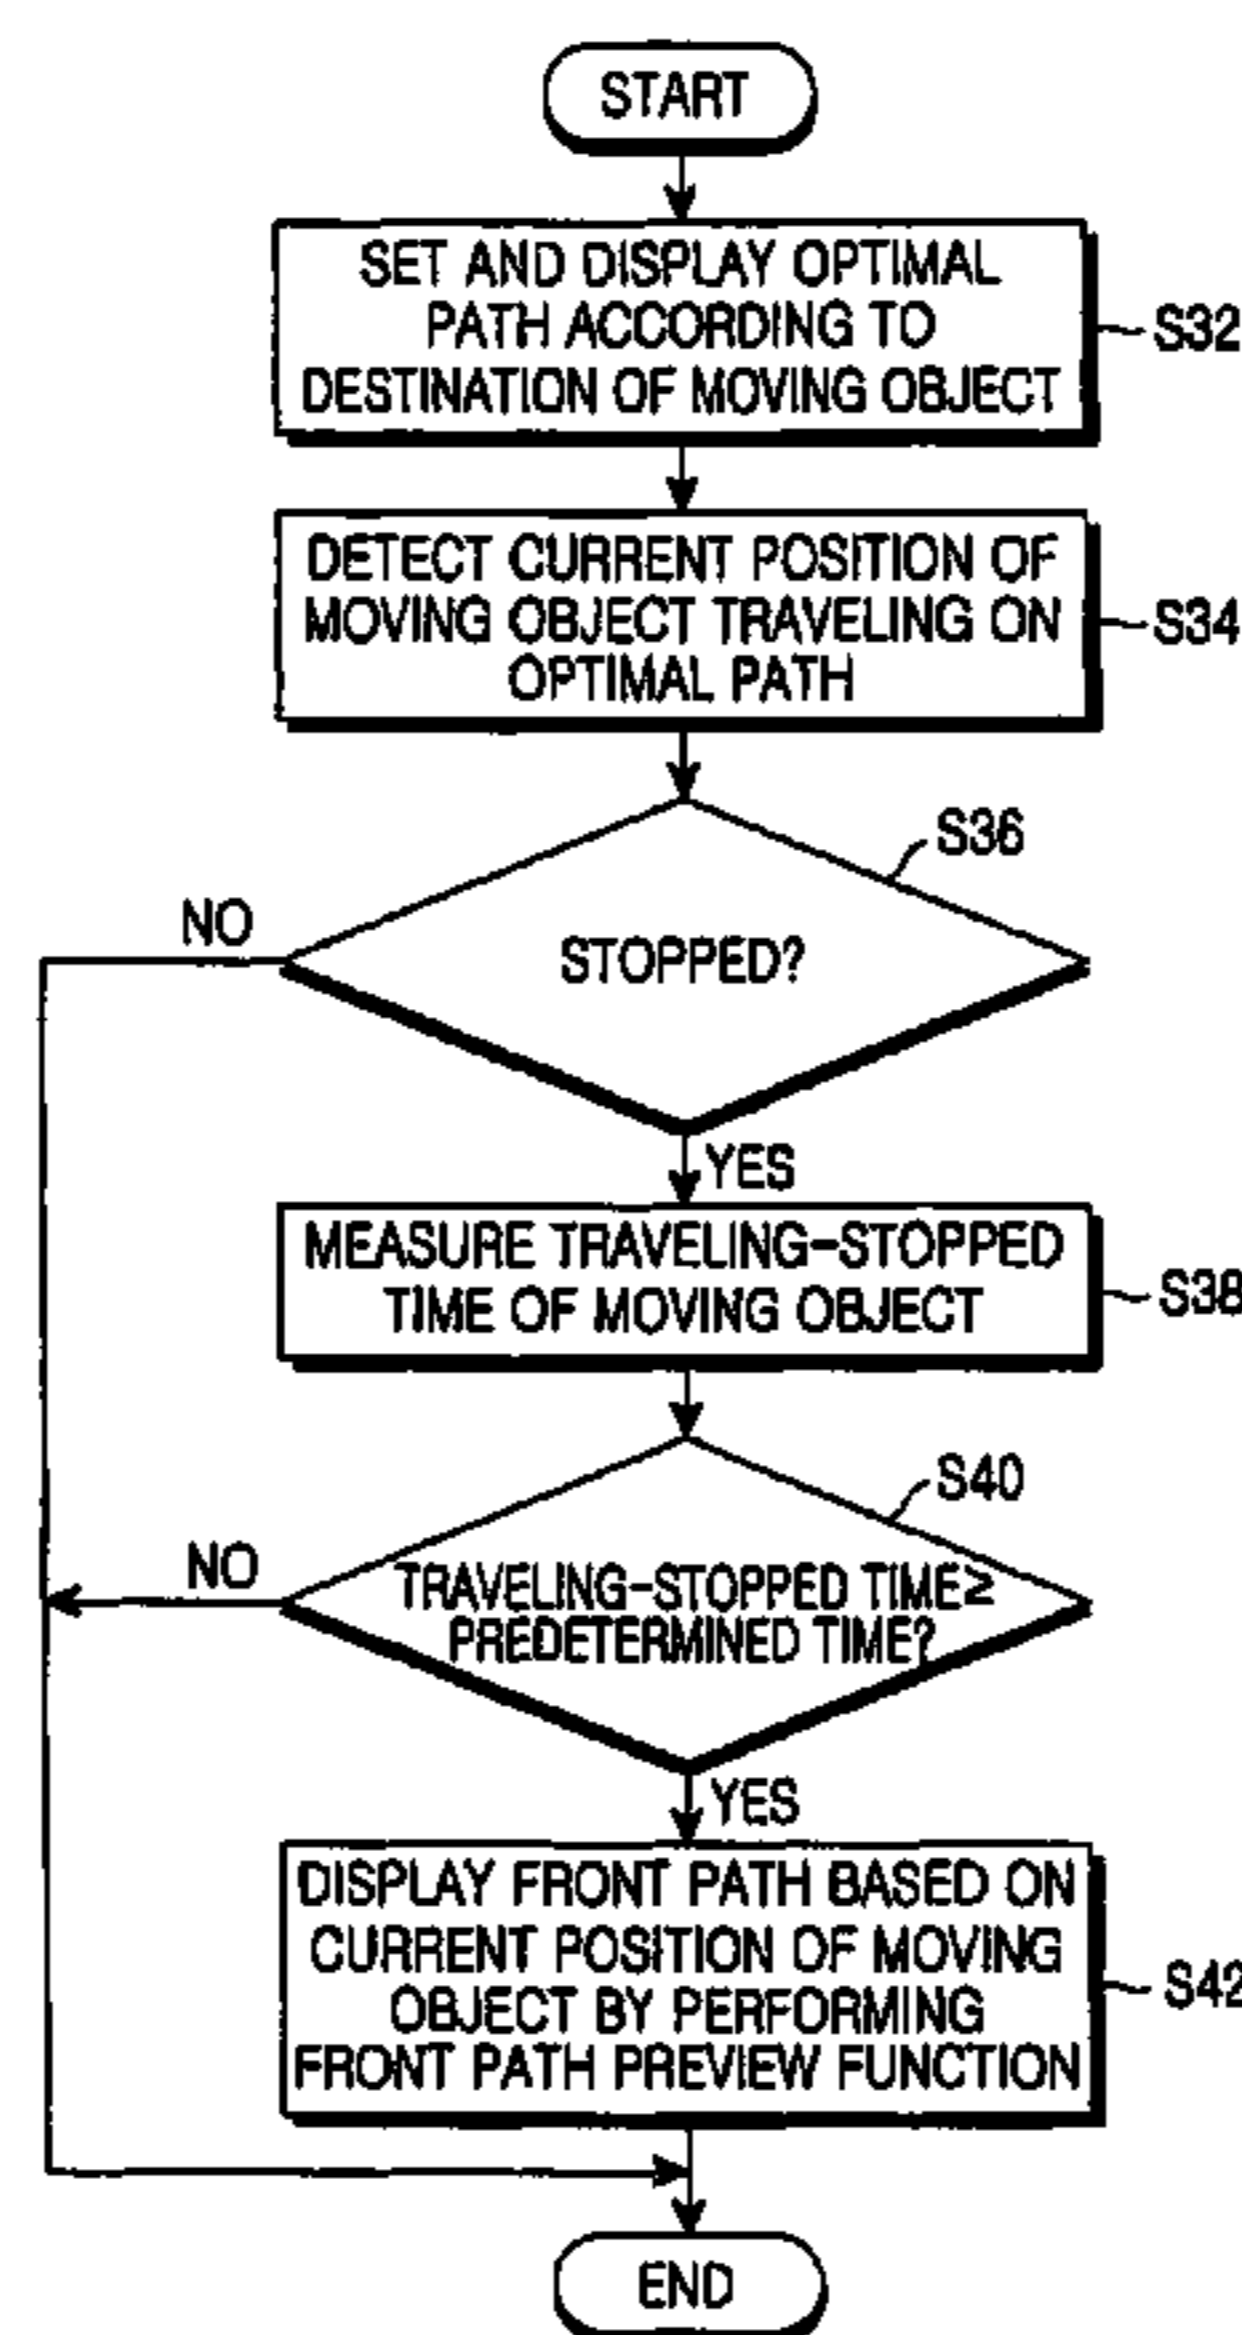 START
SET AND DISPLAY OPTIMAL
PATH ACCORDING TO
DESTINATION OF MOVING OBJECT
S32
DETECT CURRENT POSITION OF
MOVING OBJECT TRAVELING ON
OPTIMAL PATH
S34
S36
NO
STOPPED?
YES
MEASURE TRAVELING-STOPPED
TIME OF MOVING OBJECT
S38
S40
NO
TRAVELING-STOPPED TIME≥
PREDETERMINED TIME?
YES
DISPLAY FRONT PATH BASED ON
CURRENT POSITION OF MOVING
OBJECT BY PERFORMING
FRONT PATH PREVIEW FUNCTION
S42
END